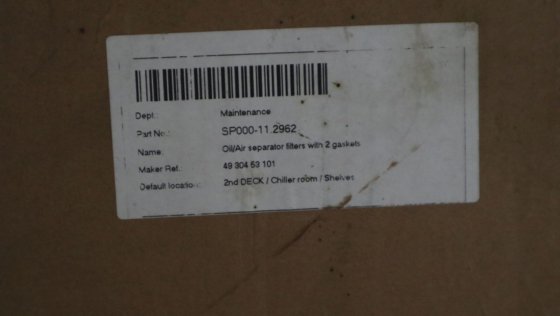 Dept.: Maintenance
Part No.: SP000-11.2962
Name: Oil/Air separator filters with 2 gaskets
Maker Ref. 49 304 53 101
Default location: 2nd DECK / Chiller room / Shelves